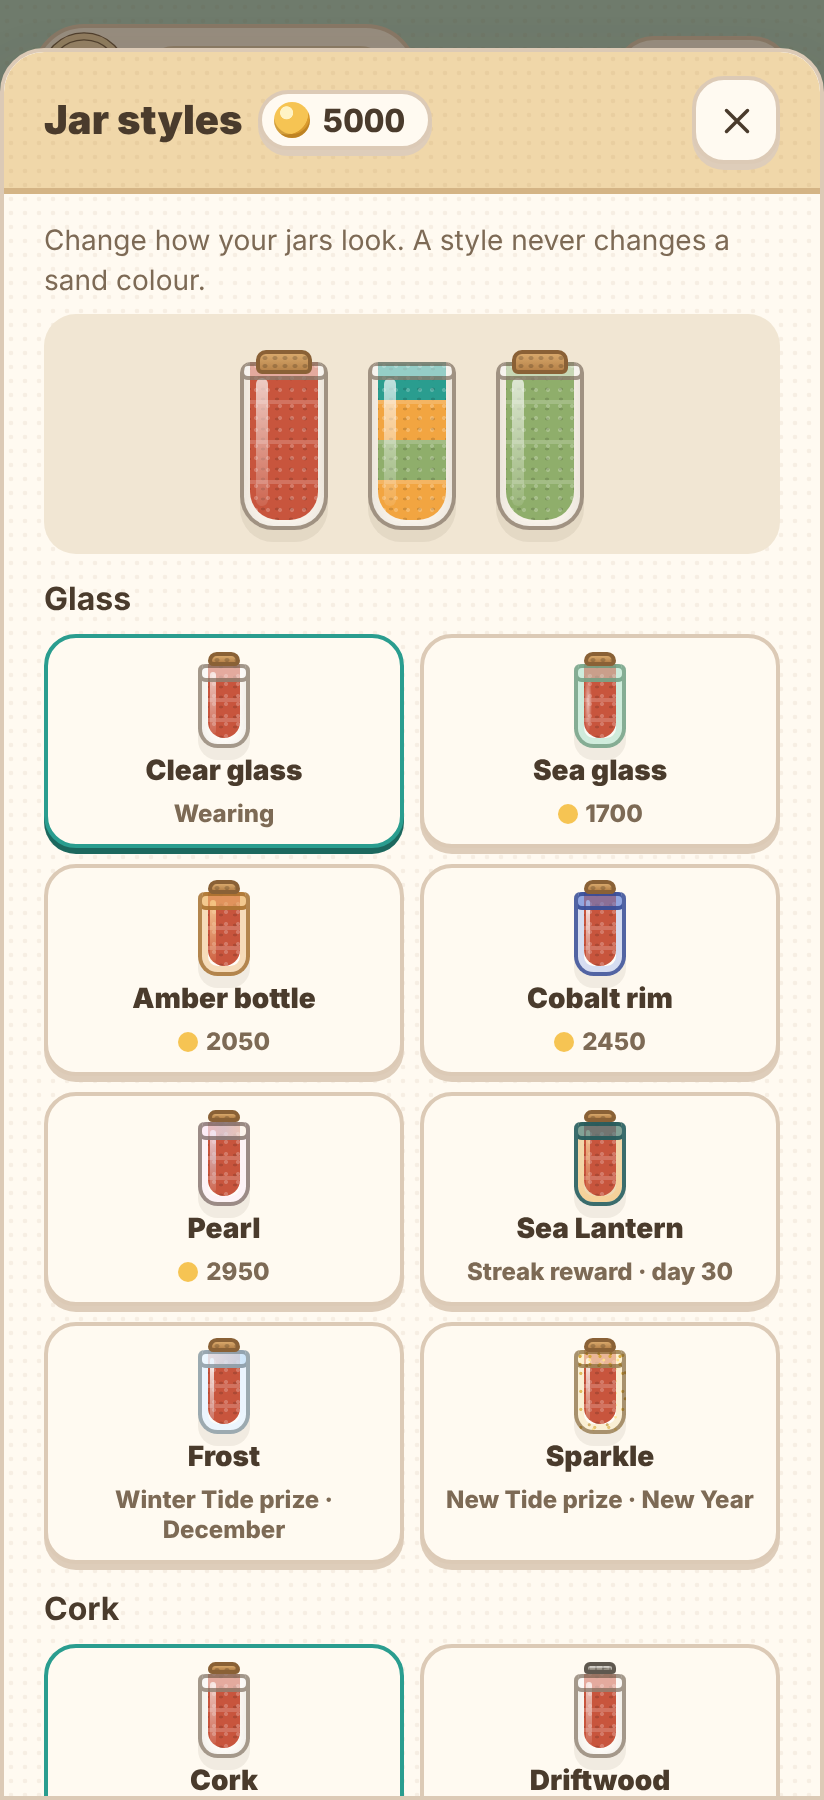 Jar styles
5000
Change how your jars look. A style never changes a
sand colour.
Glass
Clear glass
Wearing
Sea glass
1700
Amber bottle
2050
Cobalt rim
2450
Pearl
2950
Sea Lantern
Streak reward · day 30
Frost
Winter Tide prize ·
December
Sparkle
New Tide prize · New Year
Cork
Cork
Driftwood